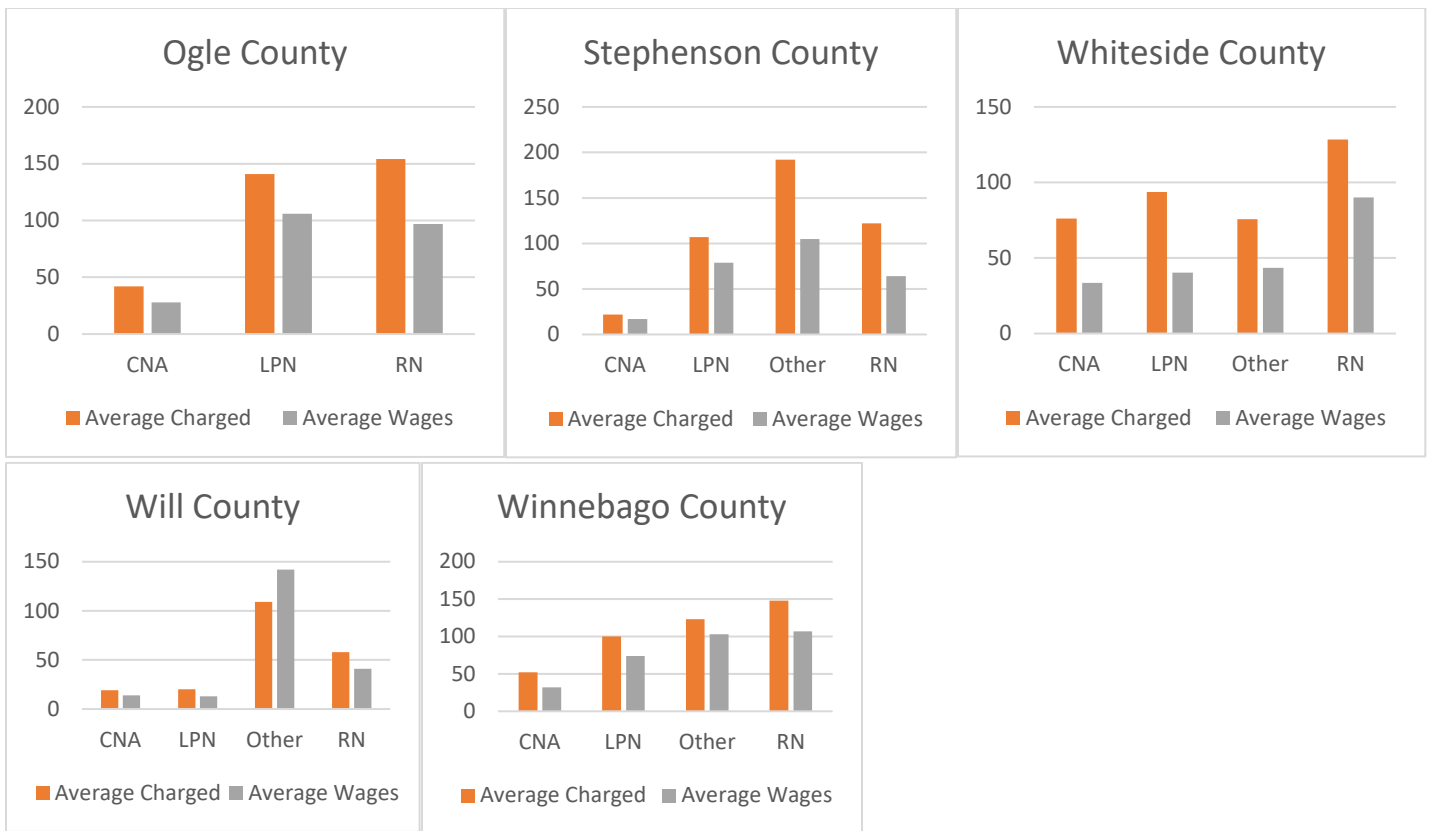 Ogle County
200
150
100
50
0
CNA LPN RN
Average Charged Average Wages
Stephenson County
250
200
150
100
50
0
CNA LPN Other RN
Average Charged Average Wages
Whiteside County
150
100
50
0
CNA LPN Other RN
Average Charged Average Wages
Will County
150
100
50
0
CNA LPN Other RN
Average Charged Average Wages
Winnebago County
200
150
100
50
0
CNA LPN Other RN
Average Charged Average Wages